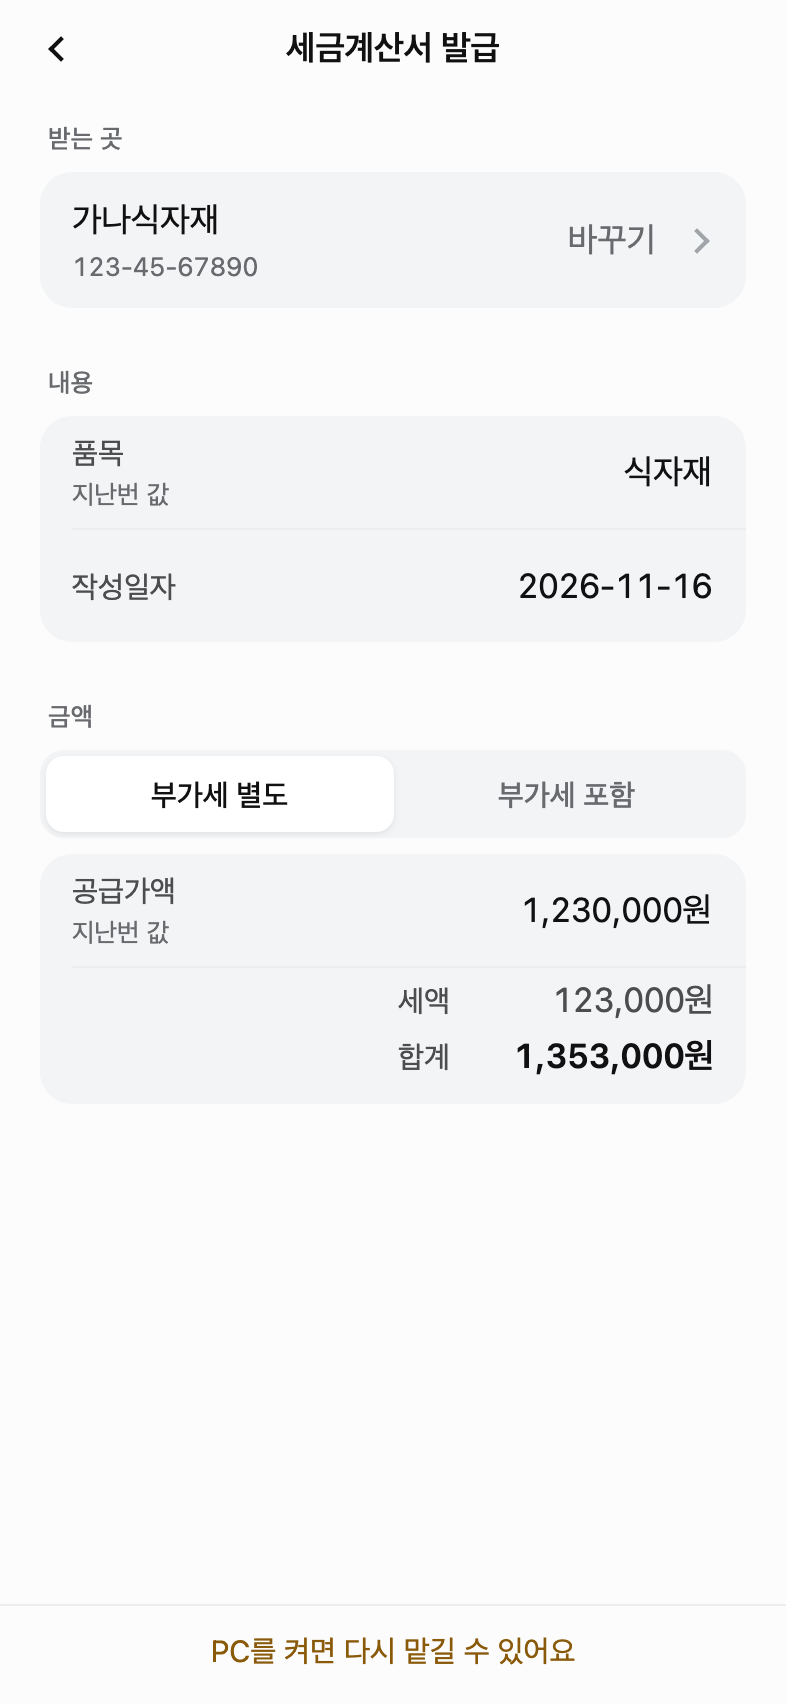 세금계산서 발급
받는 곳
가나식자재
123-45-67890
바꾸기
내용
품목
지난번 값
식자재
작성일자
2026-11-16
금액
부가세 별도
부가세 포함
공급가액
지난번 값
1,230,000원
세액 123,000원
합계 1,353,000원
PC를 켜면 다시 맡길 수 있어요